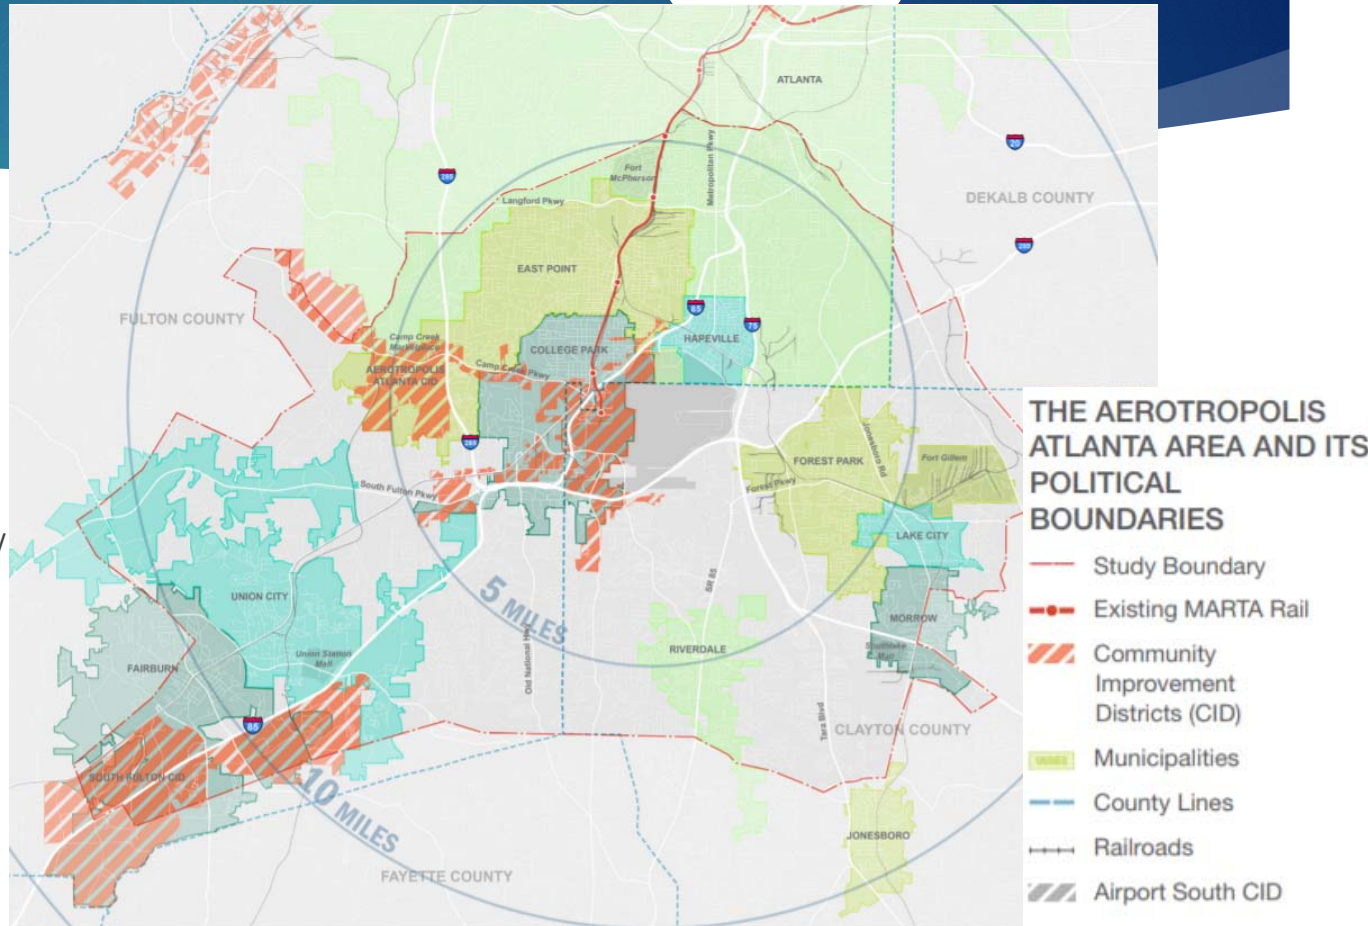 ATLANTA
20
285
Fort
McPherson
Metropolitan Pkwy
DEKALB COUNTY
Langford Pkwy
285
EAST POINT
FULTON COUNTY
85
75
HAPEVILLE
Camp Creek
Marketplace
COLLEGE PARK
AEROTROPOLIS
ATLANTA CID
Camp Creek Pkwy
285
FOREST PARK
Jonesboro Rd
Fort Gillem
South Fulton Pkwy
Forest Pkwy
LAKE CITY
SR 85
UNION CITY
5 MILES
MORROW
Southlake
Mall
Union Station
Mall
Old National Hwy
RIVERDALE
FAIRBURN
85
Tara Blvd
CLAYTON COUNTY
SOUTH FULTON CID
10 MILES
JONESBORO
FAYETTE COUNTY
THE AEROTROPOLIS
ATLANTA AREA AND ITS
POLITICAL
BOUNDARIES
Study Boundary
Existing MARTA Rail
Community
Improvement
Districts (CID)
Municipalities
County Lines
Railroads
Airport South CID